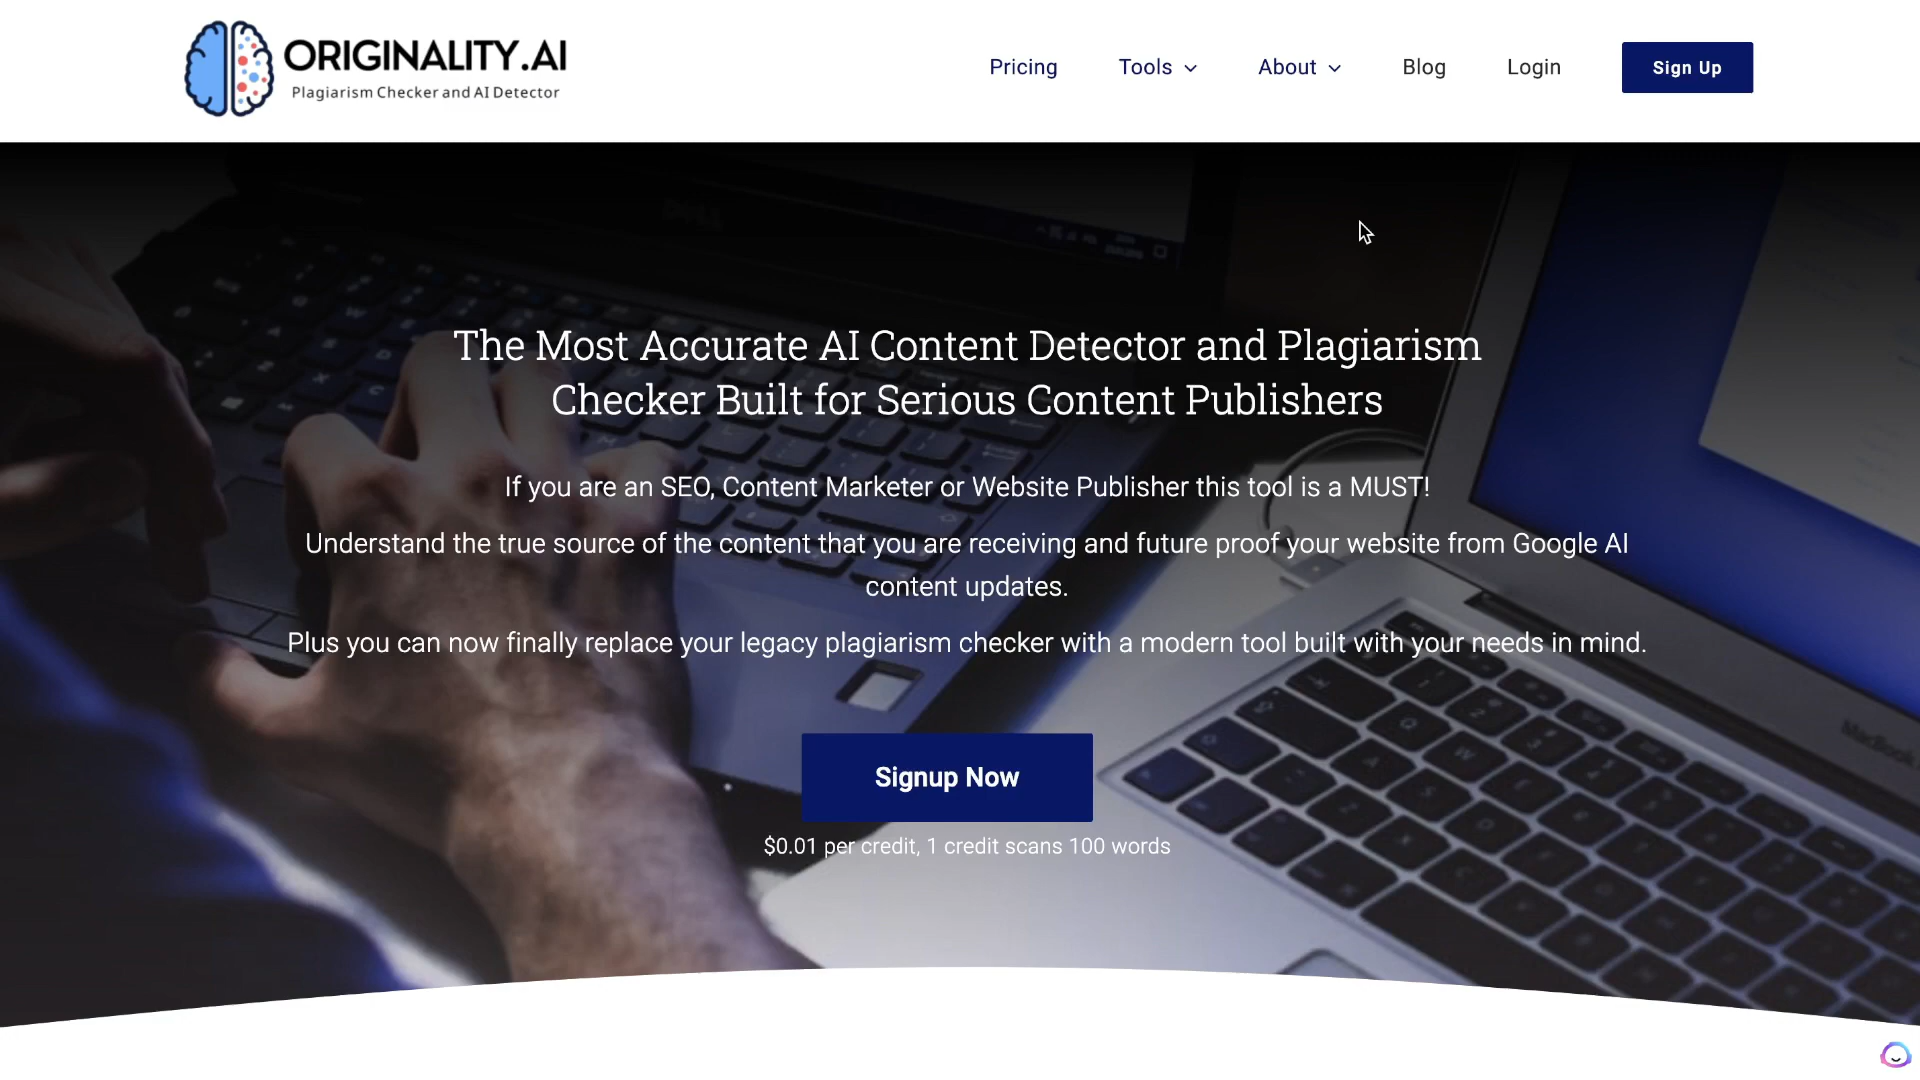 ORIGINALITY.AI
Plagiarism Checker and AI Detector
Pricing
Tools
About
Blog
Login
Sign Up
The Most Accurate AI Content Detector and Plagiarism
Checker Built for Serious Content Publishers
If you are an SEO, Content Marketer or Website Publisher this tool is a MUST!
Understand the true source of the content that you are receiving and future proof your website from Google AI
content updates.
Plus you can now finally replace your legacy plagiarism checker with a modern tool built with your needs in mind.
Signup Now
$0.01 per credit, 1 credit scans 100 words